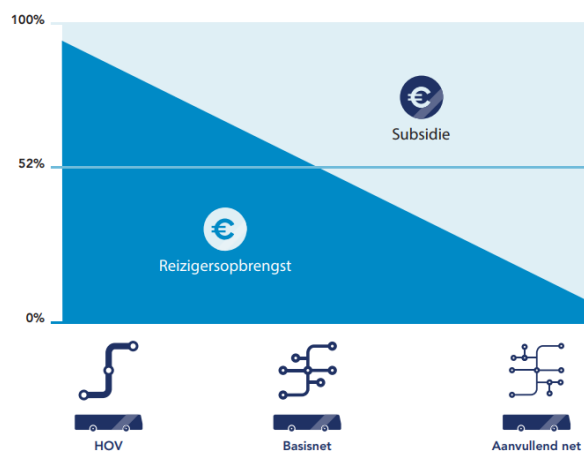 100%
€
Subsidie
52%
€
Reizigersopbrengst
0%
HOV
Basisnet
Aanvullend net